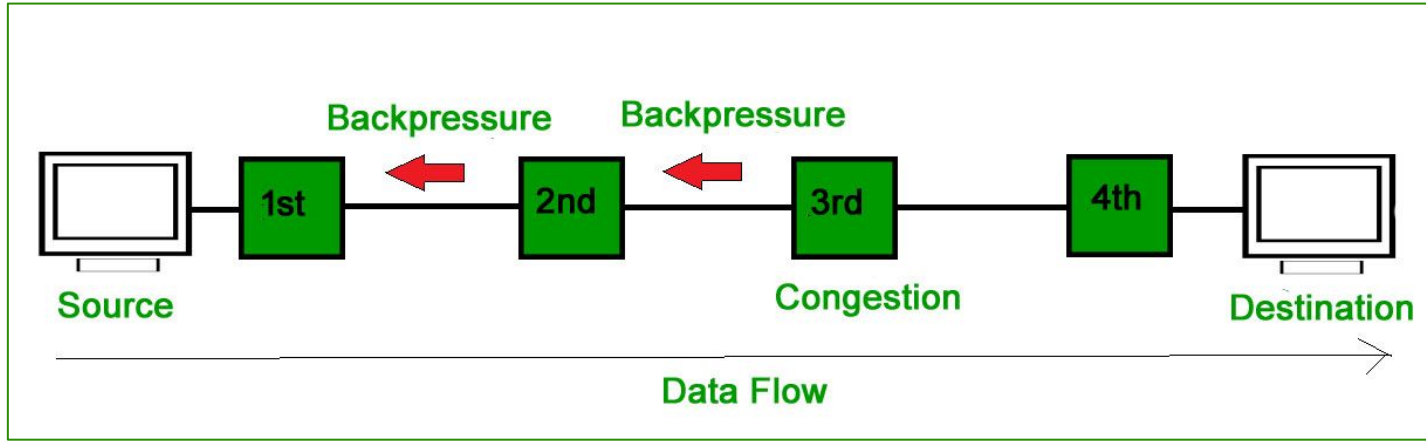 Backpressure
Backpressure
1st
2nd
3rd
4th
Source
Congestion
Destination
Data Flow